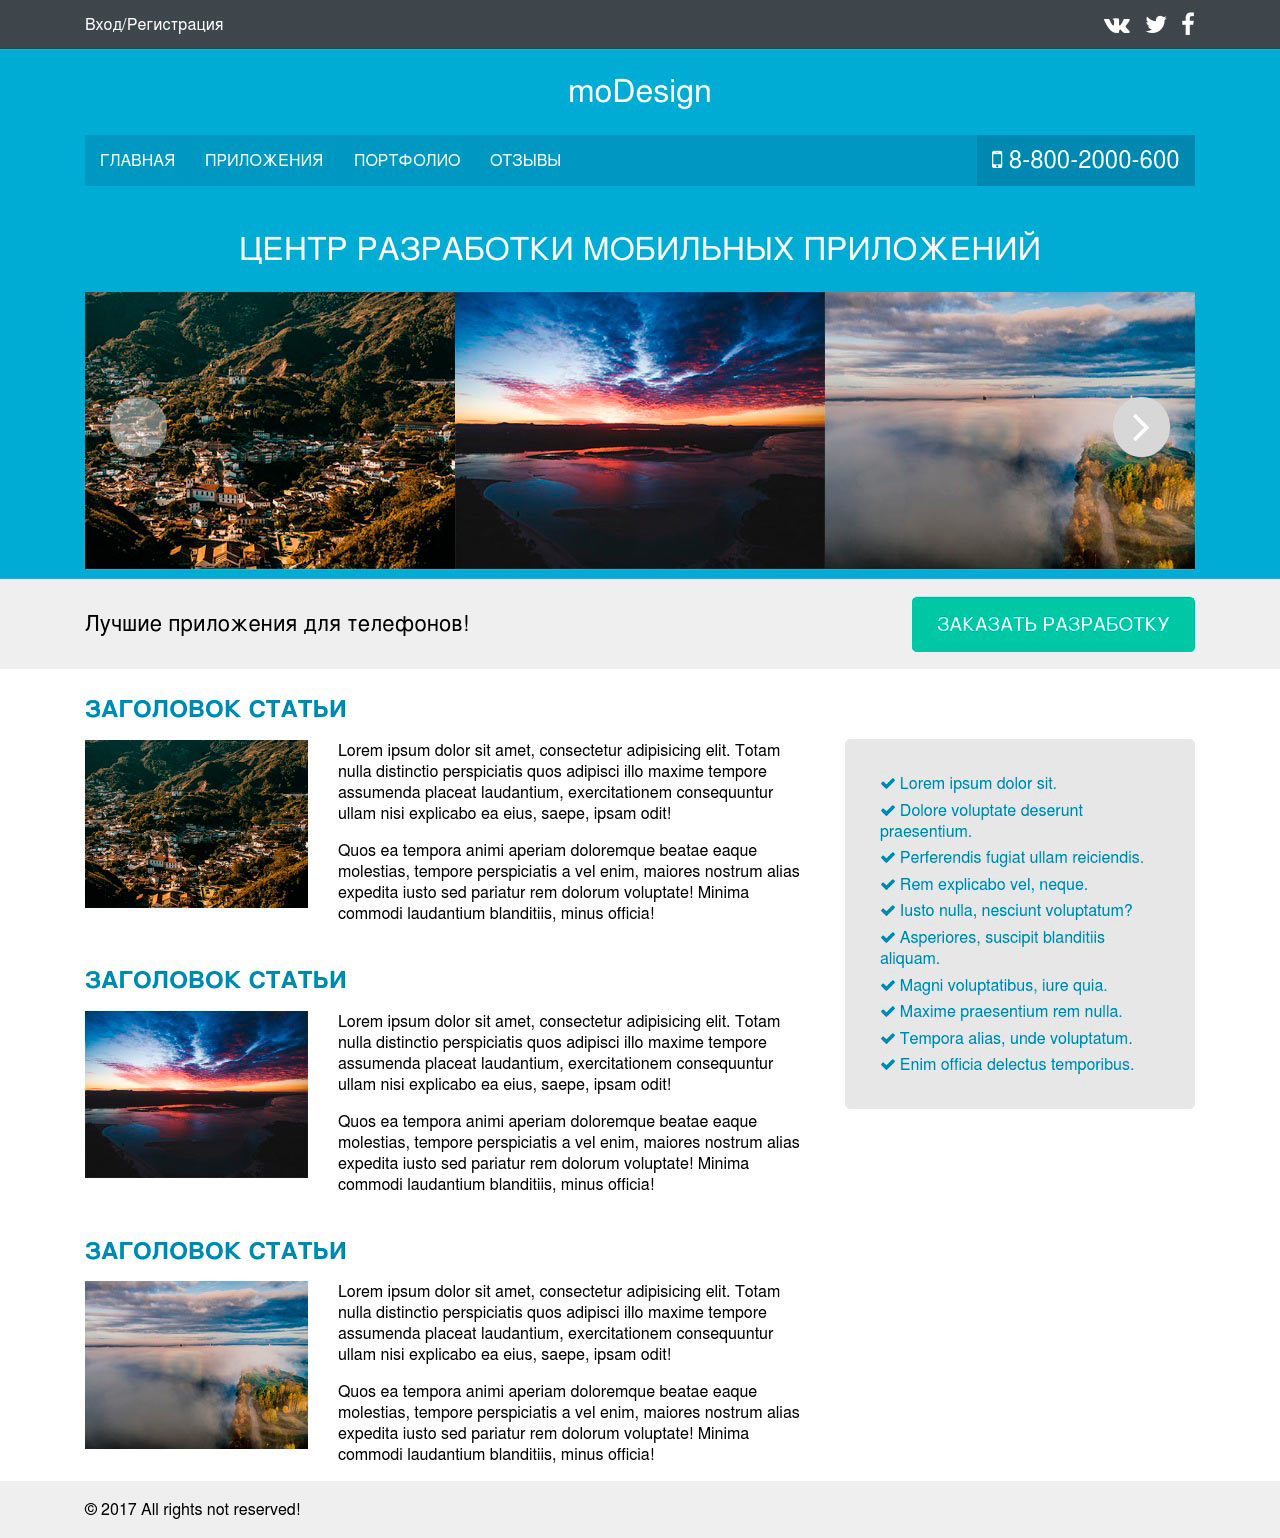 Вход/Регистрация
moDesign
ГЛАВНАЯ ПРИЛОЖЕНИЯ ПОРТФОЛИО ОТЗЫВЫ 8-800-2000-600
ЦЕНТР РАЗРАБОТКИ МОБИЛЬНЫХ ПРИЛОЖЕНИЙ
Лучшие приложения для телефонов!
ЗАКАЗАТЬ РАЗРАБОТКУ
ЗАГОЛОВОК СТАТЬИ
Lorem ipsum dolor sit amet, consectetur adipisicing elit. Totam
nulla distinctio perspiciatis quos adipisci illo maxime tempore
assumenda placeat laudantium, exercitationem consequuntur
ullam nisi explicabo ea eius, saepe, ipsam odit!
Quos ea tempora animi aperiam doloremque beatae eaque
molestias, tempore perspiciatis a vel enim, maiores nostrum alias
expedita iusto sed pariatur rem dolorum voluptate! Minima
commodi laudantium blanditiis, minus officia!
ЗАГОЛОВОК СТАТЬИ
Lorem ipsum dolor sit amet, consectetur adipisicing elit. Totam
nulla distinctio perspiciatis quos adipisci illo maxime tempore
assumenda placeat laudantium, exercitationem consequuntur
ullam nisi explicabo ea eius, saepe, ipsam odit!
Quos ea tempora animi aperiam doloremque beatae eaque
molestias, tempore perspiciatis a vel enim, maiores nostrum alias
expedita iusto sed pariatur rem dolorum voluptate! Minima
commodi laudantium blanditiis, minus officia!
ЗАГОЛОВОК СТАТЬИ
Lorem ipsum dolor sit amet, consectetur adipisicing elit. Totam
nulla distinctio perspiciatis quos adipisci illo maxime tempore
assumenda placeat laudantium, exercitationem consequuntur
ullam nisi explicabo ea eius, saepe, ipsam odit!
Quos ea tempora animi aperiam doloremque beatae eaque
molestias, tempore perspiciatis a vel enim, maiores nostrum alias
expedita iusto sed pariatur rem dolorum voluptate! Minima
commodi laudantium blanditiis, minus officia!
Lorem ipsum dolor sit.
Dolore voluptate deserunt
praesentium.
Perferendis fugiat ullam reiciendis.
Rem explicabo vel, neque.
Iusto nulla, nesciunt voluptatum?
Asperiores, suscipit blanditiis
aliquam.
Magni voluptatibus, iure quia.
Maxime praesentium rem nulla.
Tempora alias, unde voluptatum.
Enim officia delectus temporibus.
© 2017 All rights not reserved!